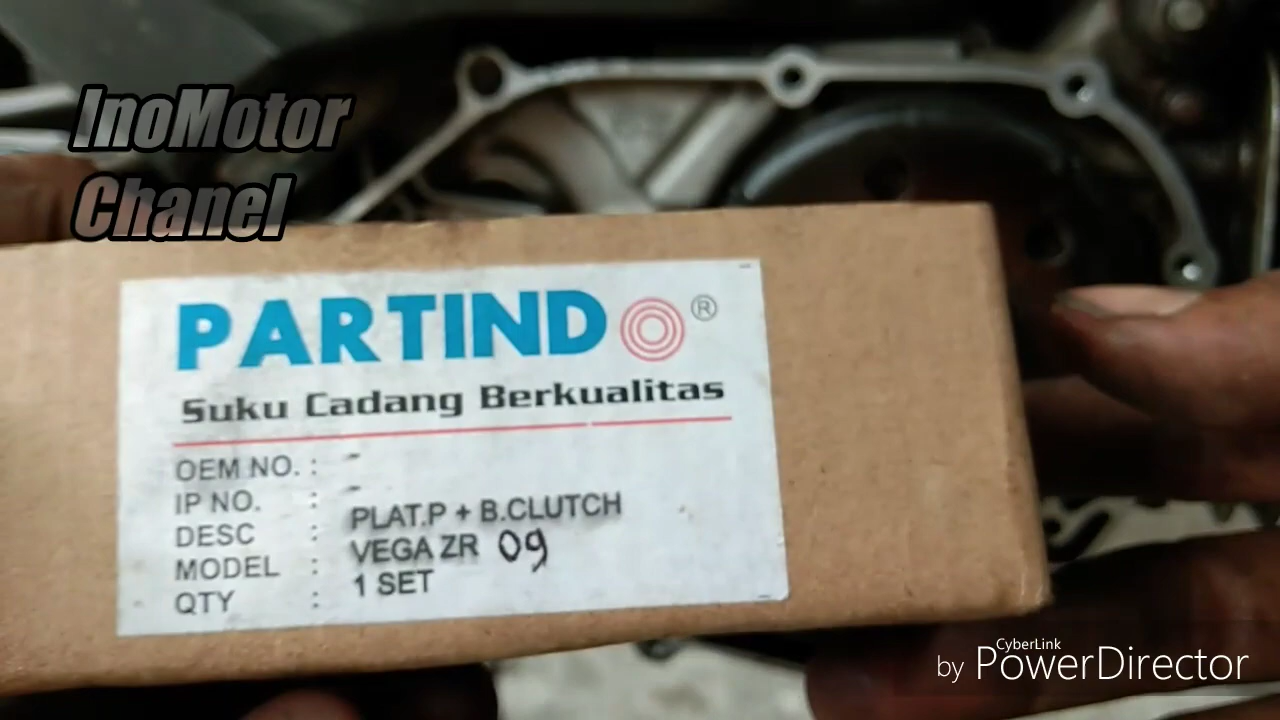 InoMotor
Chanel
PARTINDO ®
Suku Cadang Berkualitas
OEM NO. : -
IP NO. : -
DESC : PLAT.P + B.CLUTCH
MODEL : VEGA ZR 09
QTY : 1 SET
by CyberLink PowerDirector